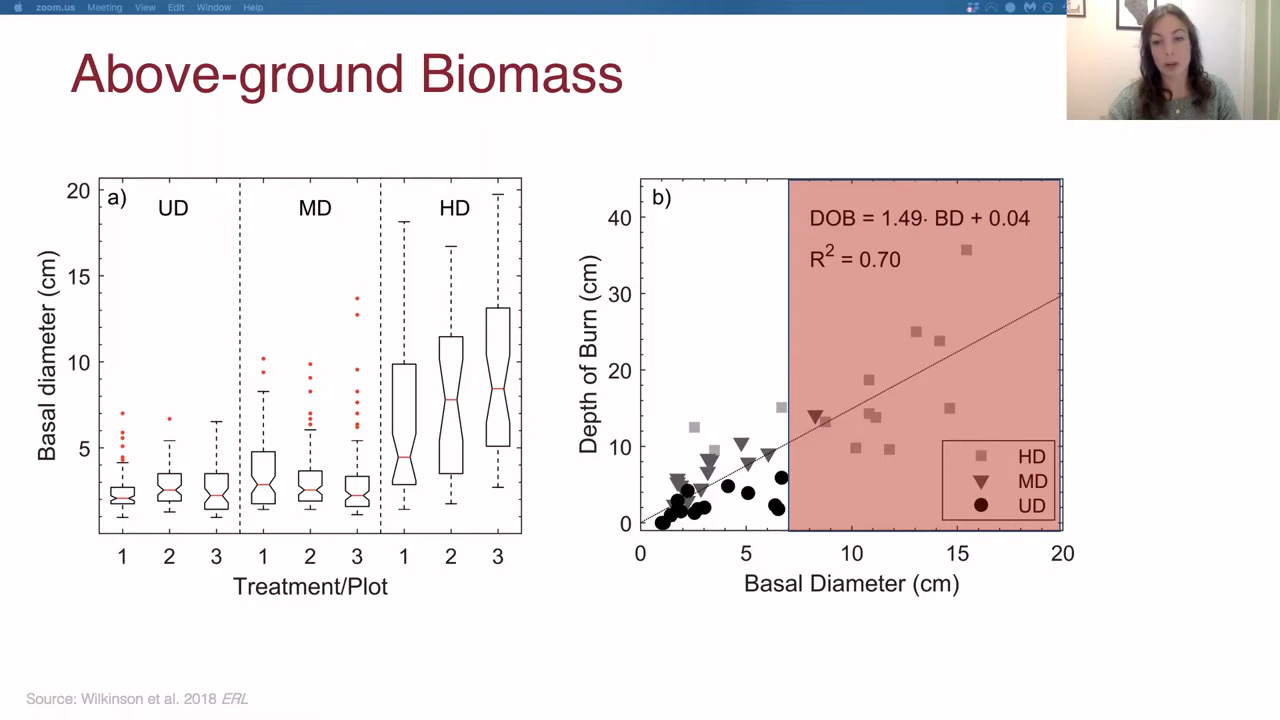 zoom.us Meeting View Edit Window Help
Above-ground Biomass
a)
UD MD HD
20
15
10
5
Basal diameter (cm)
1 2 3 1 2 3 1 2 3
Treatment/Plot
b)
DOB = 1.49· BD + 0.04
R² = 0.70
40
30
20
10
0
Depth of Burn (cm)
HD
MD
UD
0 5 10 15 20
Basal Diameter (cm)
Source: Wilkinson et al. 2018 ERL